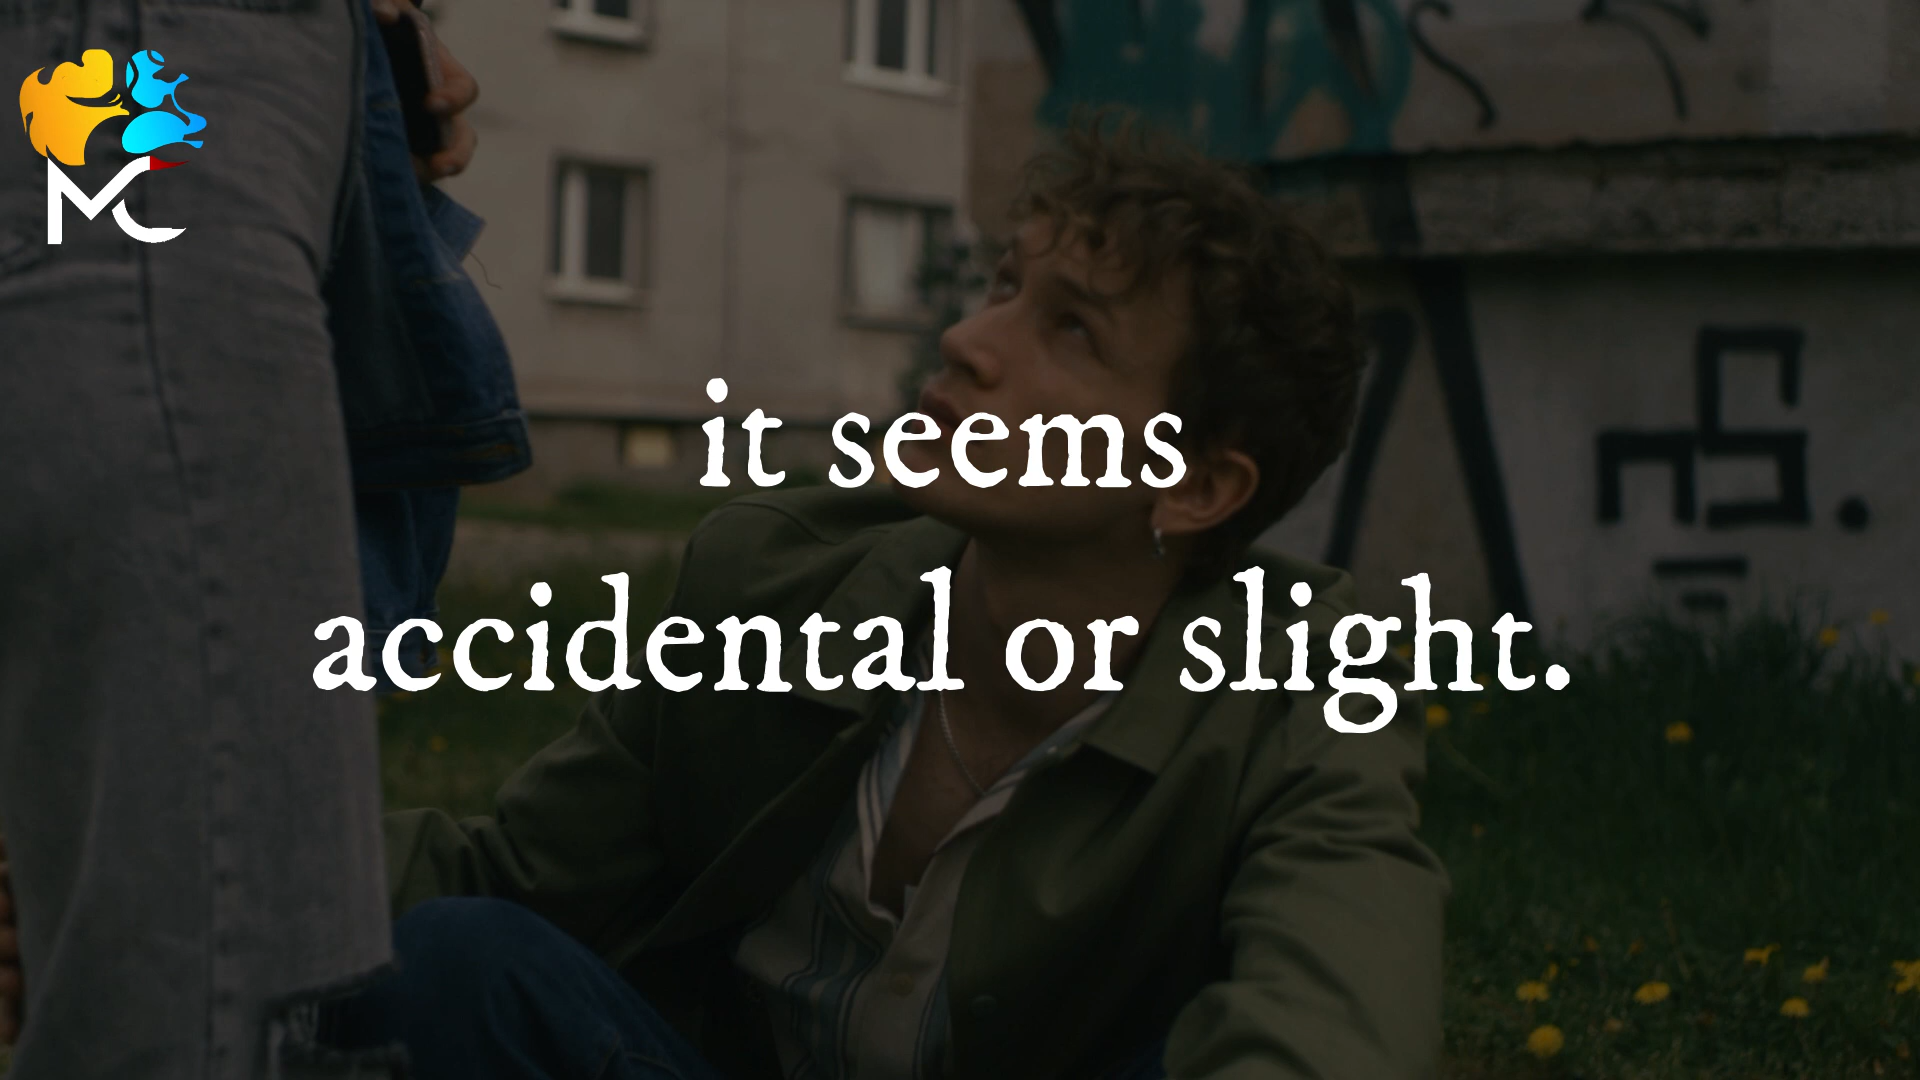 MC
it seems
accidental or slight.